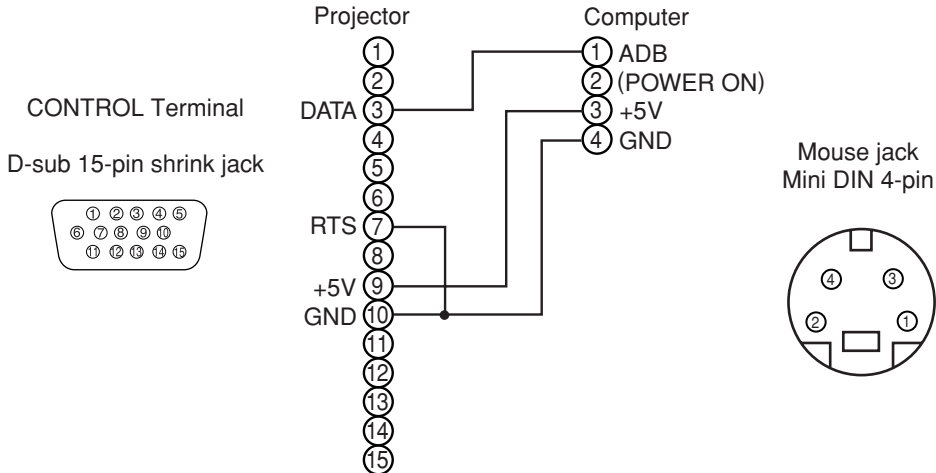 Projector
Computer
CONTROL Terminal
D-sub 15-pin shrink jack
① ② ③ ④ ⑤
⑥ ⑦ ⑧ ⑨ ⑩
⑪ ⑫ ⑬ ⑭ ⑮
①
②
DATA ③
④
⑤
⑥
RTS ⑦
⑧
+5V ⑨
GND ⑩
⑪
⑫
⑬
⑭
⑮
① ADB
② (POWER ON)
③ +5V
④ GND
Mouse jack
Mini DIN 4-pin
④ ③
② ①